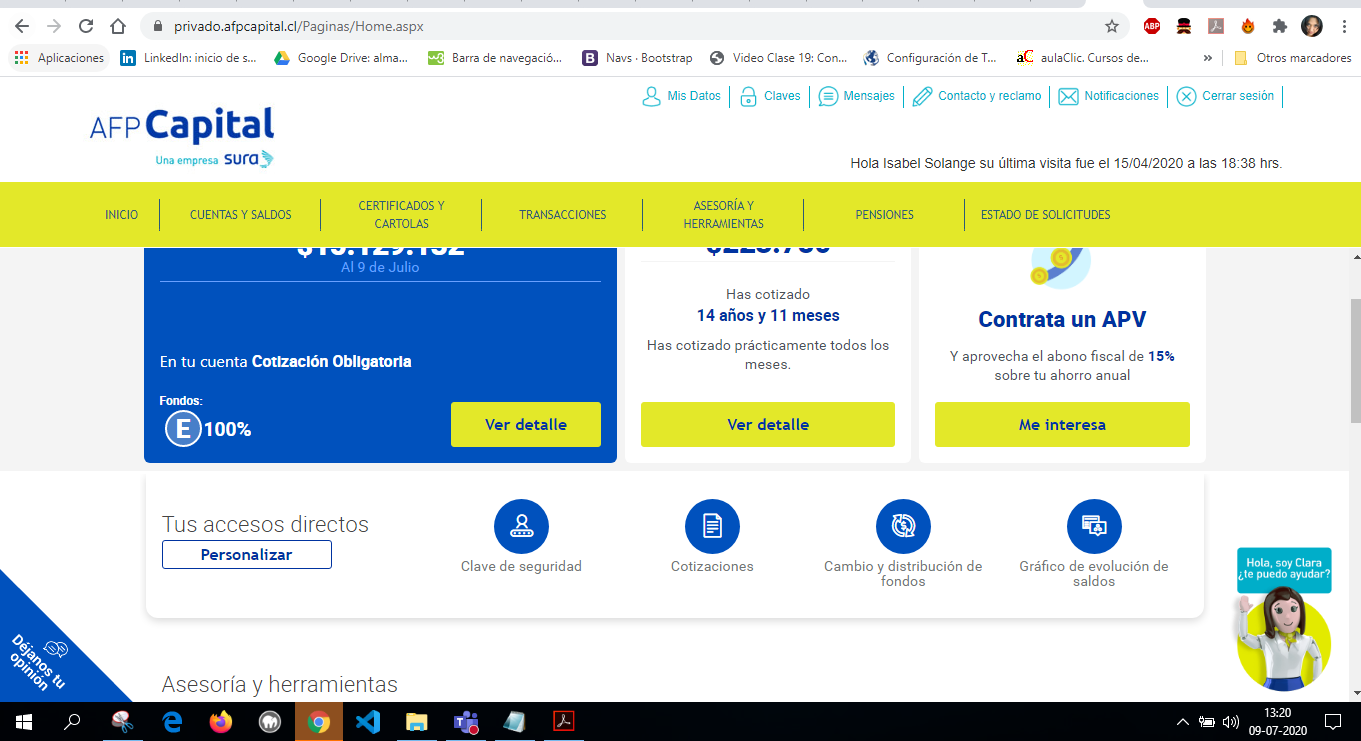 privado.afpcapital.cl/Paginas/Home.aspx
ABP
Aplicaciones
in LinkedIn: inicio de s...
Google Drive: alma...
w3 Barra de navegació...
B Navs · Bootstrap
Video Clase 19: Con...
Configuración de T...
aC aulaClic. Cursos de...
»
Otros marcadores
Mis Datos
Claves
Mensajes
Contacto y reclamo
Notificaciones
Cerrar sesión
AFP Capital
Una empresa sura
Hola Isabel Solange su última visita fue el 15/04/2020 a las 18:38 hrs.
INICIO
CUENTAS Y SALDOS
CERTIFICADOS Y
CARTOLAS
TRANSACCIONES
ASESORÍA Y
HERRAMIENTAS
PENSIONES
ESTADO DE SOLICITUDES
Al 9 de Julio
En tu cuenta Cotización Obligatoria
Fondos:
E 100%
Ver detalle
Has cotizado
14 años y 11 meses
Has cotizado prácticamente todos los
meses.
Ver detalle
Contrata un APV
Y aprovecha el abono fiscal de 15%
sobre tu ahorro anual
Me interesa
Tus accesos directos
Personalizar
Clave de seguridad
Cotizaciones
Cambio y distribución de
fondos
Gráfico de evolución de
saldos
Hola, soy Clara
¿te puedo ayudar?
Déjanos tu
opinión
Asesoría y herramientas
13:20
09-07-2020